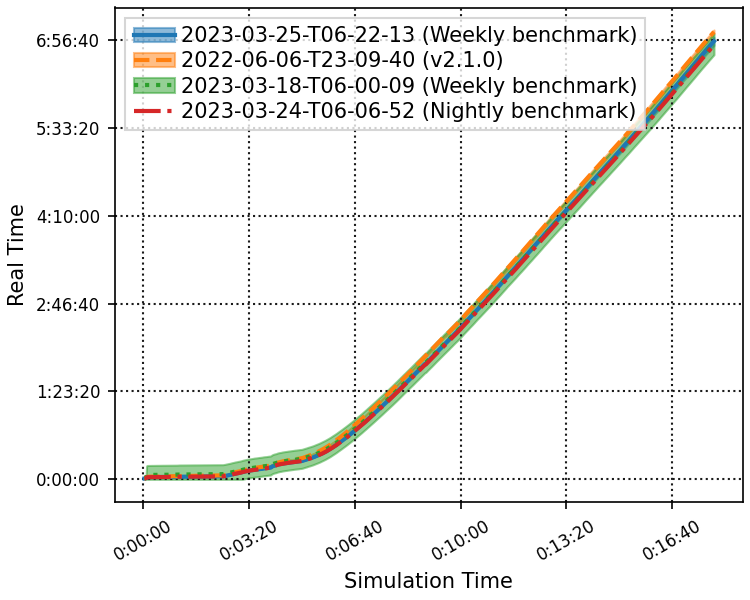 2023-03-25-T06-22-13 (Weekly benchmark)
2022-06-06-T23-09-40 (v2.1.0)
2023-03-18-T06-00-09 (Weekly benchmark)
2023-03-24-T06-06-52 (Nightly benchmark)
Real Time
6:56:40
5:33:20
4:10:00
2:46:40
1:23:20
0:00:00
0:00:00
0:03:20
0:06:40
0:10:00
0:13:20
0:16:40
Simulation Time